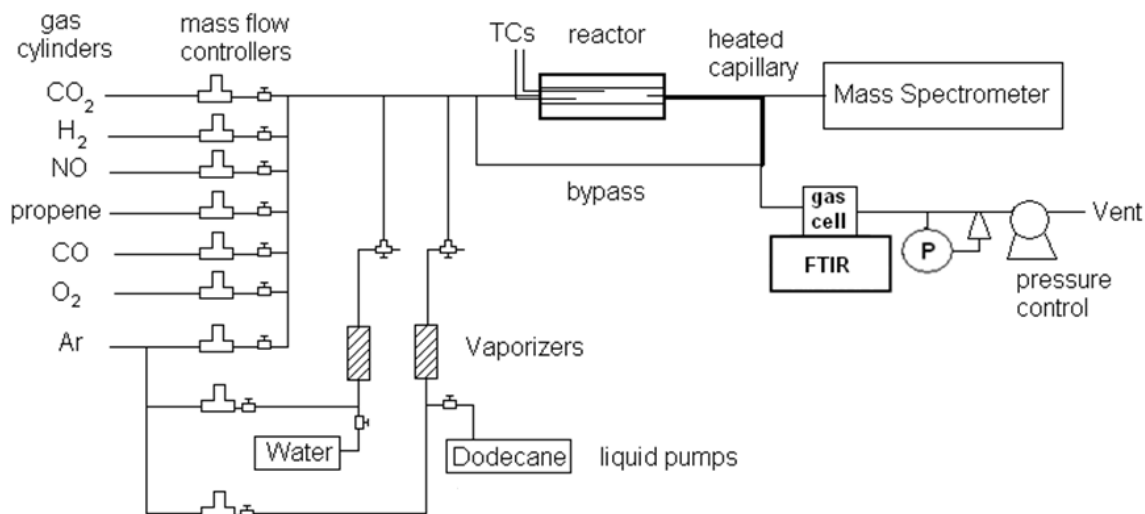 gas
cylinders
mass flow
controllers
TCs
reactor
heated
capillary
CO2
Mass Spectrometer
H2
NO
bypass
propene
gas
cell
Vent
CO
P
FTIR
O2
pressure
control
Ar
Vaporizers
Water
Dodecane
liquid pumps